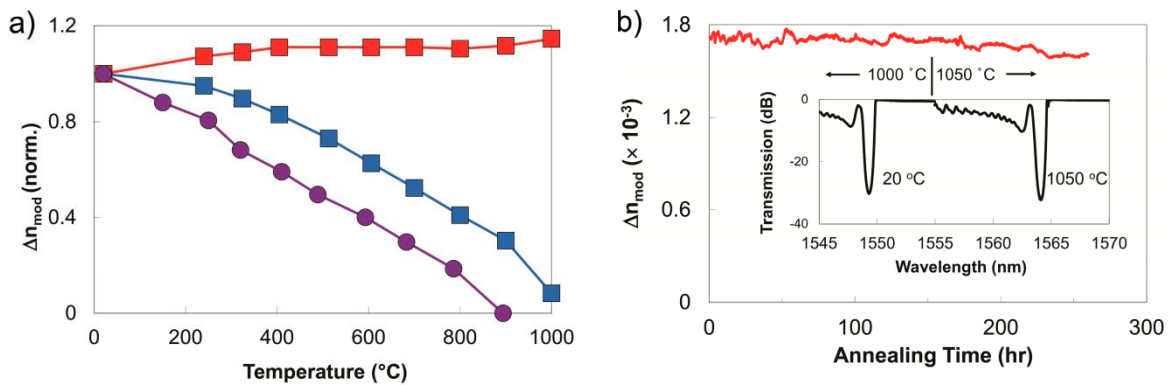 a)
Δn_mod (norm.)
1.2
0.8
0.4
0
0 200 400 600 800 1000
Temperature (°C)
b)
Δn_mod (× 10⁻³)
1.8
1.2
0.6
0
0 100 200 300
Annealing Time (hr)
1000 ˚C 1050 ˚C
Transmission (dB)
0
-20
-40
20 °C 1050 °C
1545 1550 1555 1560 1565 1570
Wavelength (nm)